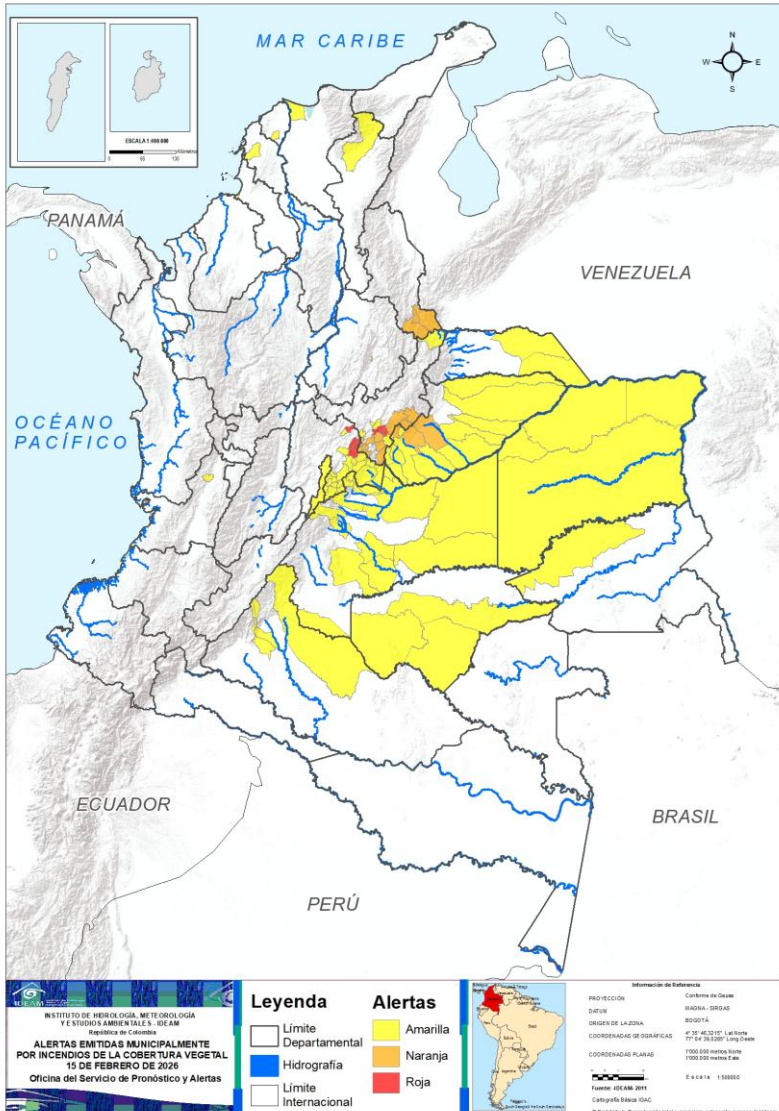 MAR CARIBE
N
W
E
S
ESCALA 1:400.000
PANAMÁ
VENEZUELA
OCÉANO
PACÍFICO
ECUADOR
BRASIL
PERÚ
IDEAM
INSTITUTO DE HIDROLOGÍA, METEOROLOGÍA
Y ESTUDIOS AMBIENTALES - IDEAM
República de Colombia
ALERTAS EMITIDAS MUNICIPALMENTE
POR INCENDIOS DE LA COBERTURA VEGETAL
15 DE FEBRERO DE 2026
Oficina del Servicio de Pronóstico y Alertas
Leyenda
Límite
Departamental
Hidrografía
Límite
Internacional
Alertas
Amarilla
Naranja
Roja
Información de Referencia
PROYECCIÓN Conforme de Gauss
DATUM MAGNA - SIRGAS
ORIGEN DE LA ZONA BOGOTÁ
COORDENADAS GEOGRÁFICAS
COORDENADAS PLANAS 1'000.000 metros Norte
1'000.000 metros Este
Fuente: IDEAM- 2011
Cartografía Básica IGAC